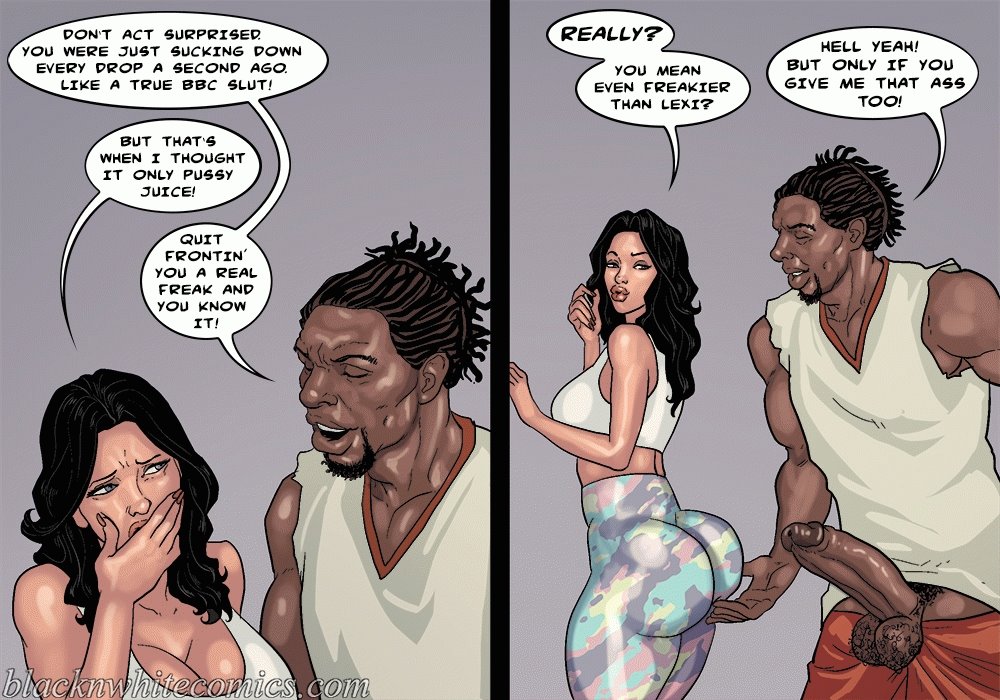 DON'T ACT SURPRISED.
YOU WERE JUST SUCKING DOWN
EVERY DROP A SECOND AGO.
LIKE A TRUE BBC SLUT!
BUT THAT'S
WHEN I THOUGHT
IT ONLY PUSSY
JUICE!
QUIT
FRONTIN'
YOU A REAL
FREAK AND
YOU KNOW
IT!
REALLY?
YOU MEAN
EVEN FREAKIER
THAN LEXI?
HELL YEAH!
BUT ONLY IF YOU
GIVE ME THAT ASS
TOO!
blacknwhitecomics.com